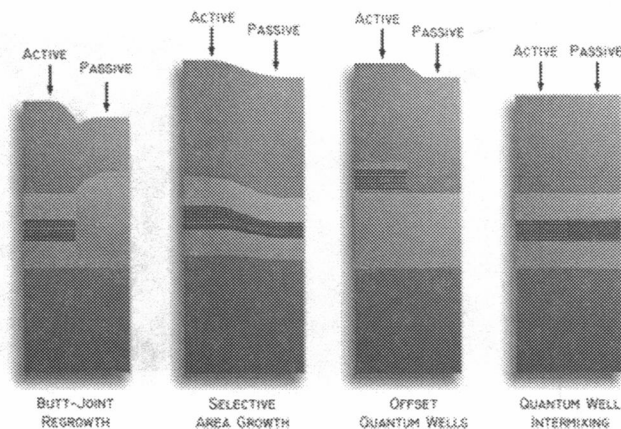 ACTIVE
PASSIVE
BUTT-JOINT
REGROWTH
ACTIVE
PASSIVE
SELECTIVE
AREA GROWTH
ACTIVE
PASSIVE
OFFSET
QUANTUM WELLS
ACTIVE PASSIVE
QUANTUM WELL
INTERMIXING